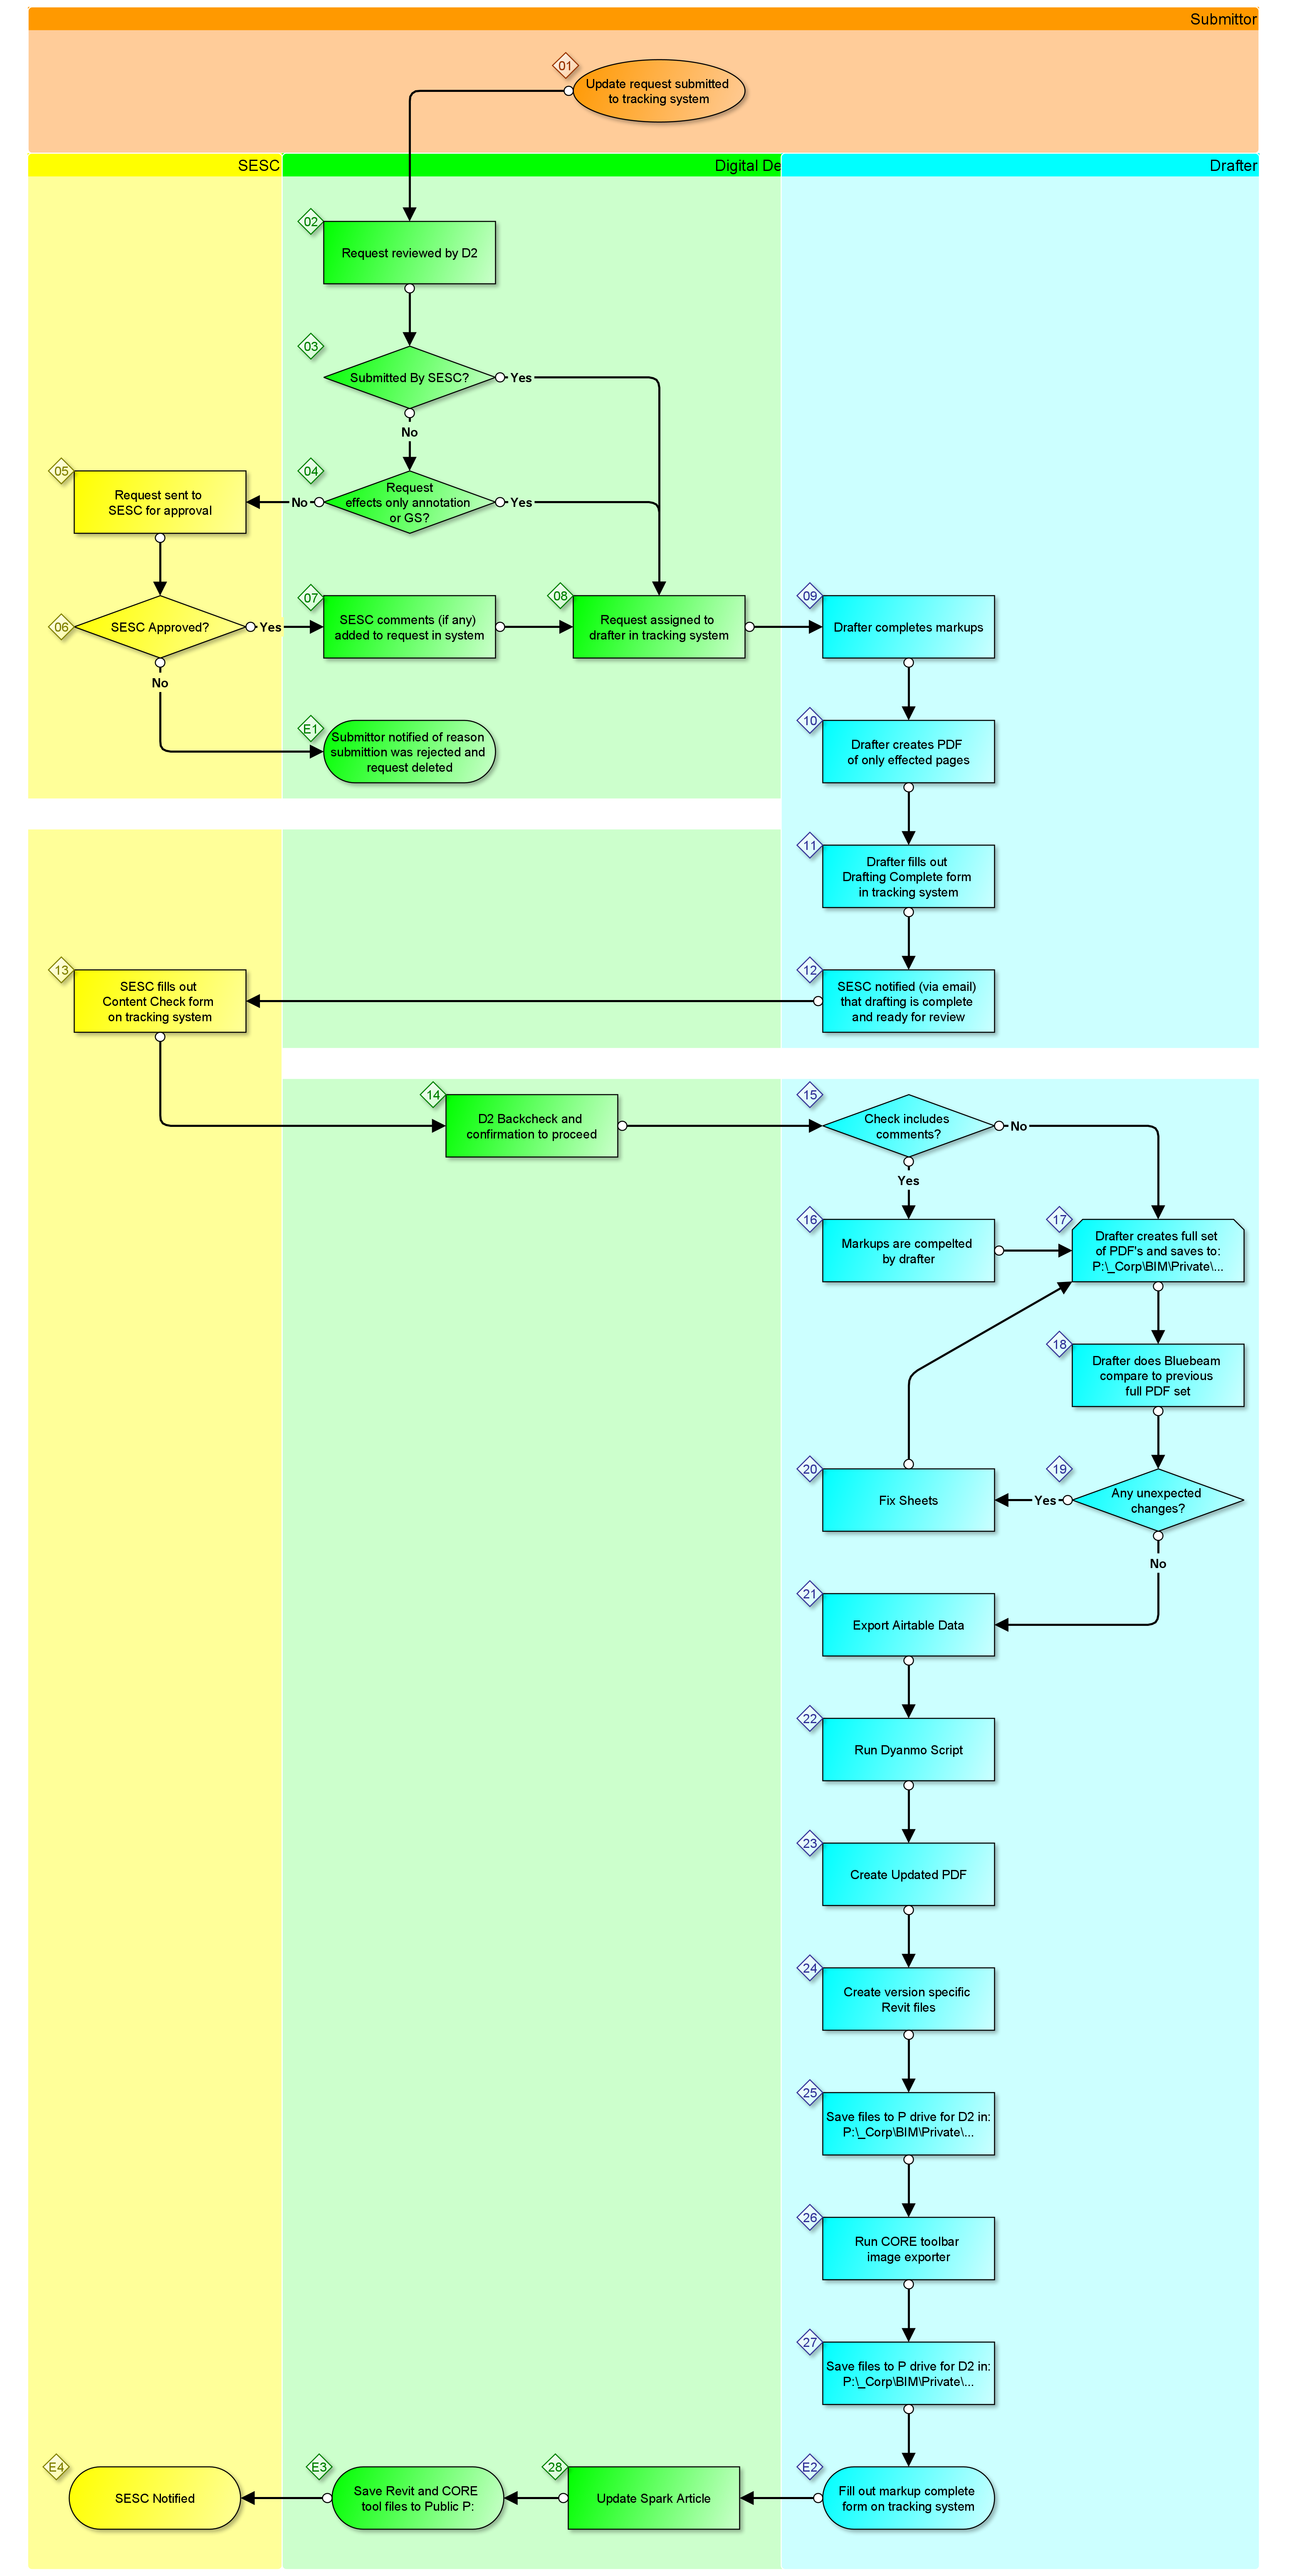 Submittor
01
Update request submitted
to tracking system
SESC
Digital De
Drafter
02
Request reviewed by D2
03
Submitted By SESC?
Yes
No
05
Request sent to
SESC for approval
No
04
Request
effects only annotation
or GS?
Yes
06
SESC Approved?
Yes
No
07
SESC comments (if any)
added to request in system
08
Request assigned to
drafter in tracking system
09
Drafter completes markups
E1
Submittor notified of reason
submittion was rejected and
request deleted
10
Drafter creates PDF
of only effected pages
11
Drafter fills out
Drafting Complete form
in tracking system
13
SESC fills out
Content Check form
on tracking system
12
SESC notified (via email)
that drafting is complete
and ready for review
14
D2 Backcheck and
confirmation to proceed
15
Check includes
comments?
No
Yes
16
Markups are compelted
by drafter
17
Drafter creates full set
of PDF's and saves to:
P:\_Corp\BIM\Private\...
18
Drafter does Bluebeam
compare to previous
full PDF set
20
Fix Sheets
Yes
19
Any unexpected
changes?
No
21
Export Airtable Data
22
Run Dyanmo Script
23
Create Updated PDF
24
Create version specific
Revit files
25
Save files to P drive for D2 in:
P:\_Corp\BIM\Private\...
26
Run CORE toolbar
image exporter
27
Save files to P drive for D2 in:
P:\_Corp\BIM\Private\...
E4
SESC Notified
E3
Save Revit and CORE
tool files to Public P:
28
Update Spark Article
E2
Fill out markup complete
form on tracking system